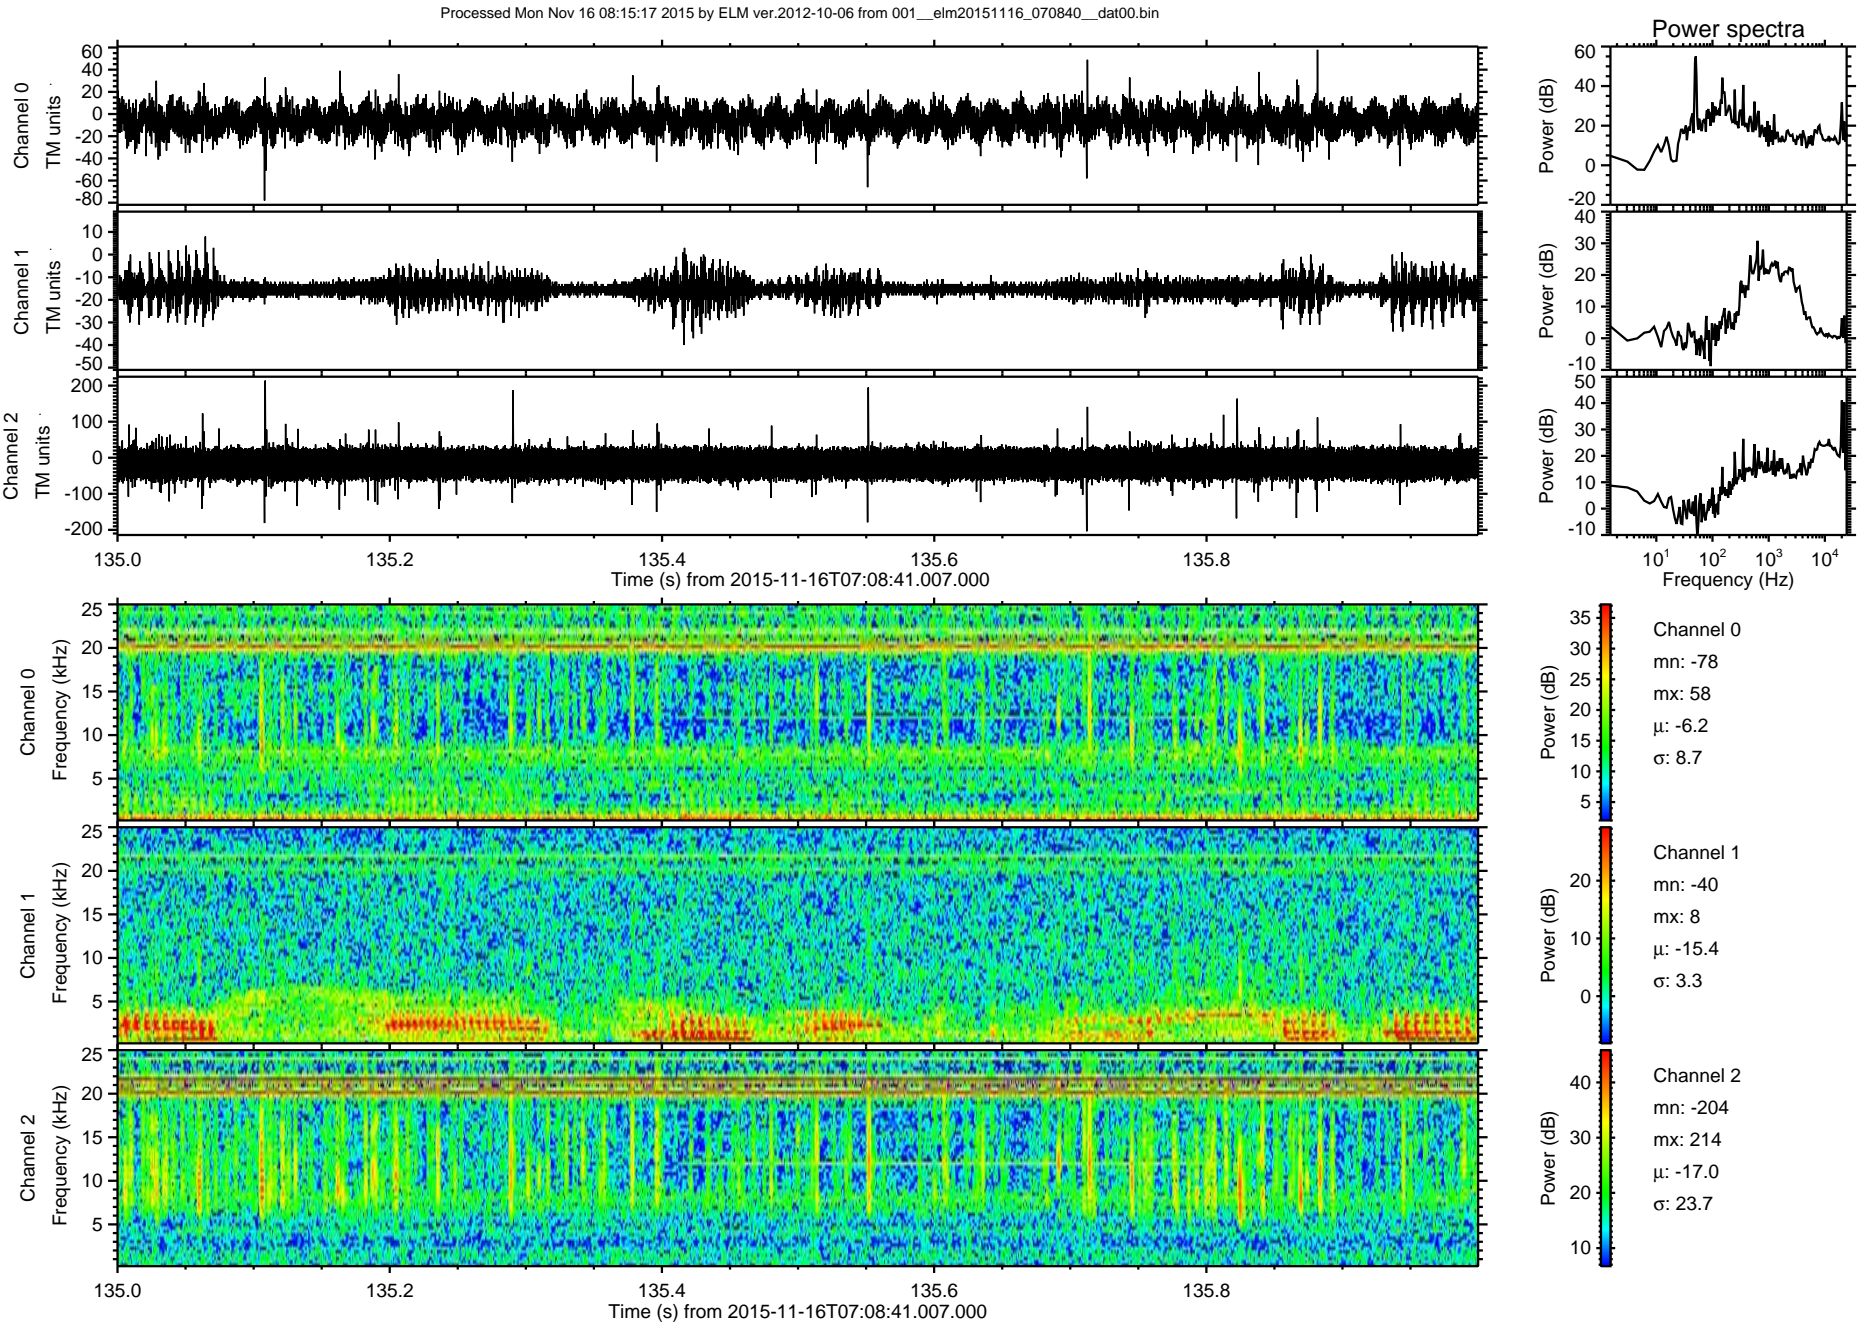 Processed Mon Nov 16 08:15:17 2015 by ELM ver.2012-10-06 from 001__elm20151116_070840__dat00.bin
Power spectra
Channel 0
TM units
60
40
20
0
-20
-40
-60
-80
Power (dB)
60
40
20
0
-20
Channel 1
TM units
10
0
-10
-20
-30
-40
-50
Power (dB)
40
30
20
10
0
-10
Channel 2
TM units
200
100
0
-100
-200
Power (dB)
50
40
30
20
10
0
-10
135.0 135.2 135.4 135.6 135.8
Time (s) from 2015-11-16T07:08:41.007.000
10¹ 10² 10³ 10⁴
Frequency (Hz)
Channel 0
Frequency (kHz)
25
20
15
10
5
Power (dB)
35
30
25
20
15
10
5
Channel 0
mn: -78
mx: 58
μ: -6.2
σ: 8.7
Channel 1
Frequency (kHz)
25
20
15
10
5
Power (dB)
20
10
0
Channel 1
mn: -40
mx: 8
μ: -15.4
σ: 3.3
Channel 2
Frequency (kHz)
25
20
15
10
5
Power (dB)
40
30
20
10
Channel 2
mn: -204
mx: 214
μ: -17.0
σ: 23.7
135.0 135.2 135.4 135.6 135.8
Time (s) from 2015-11-16T07:08:41.007.000